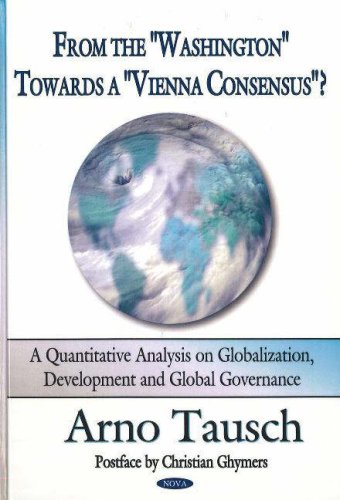 FROM THE "WASHINGTON"
TOWARDS A "VIENNA CONSENSUS"?
A Quantitative Analysis on Globalization,
Development and Global Governance
Arno Tausch
Postface by Christian Ghymers
NOVA